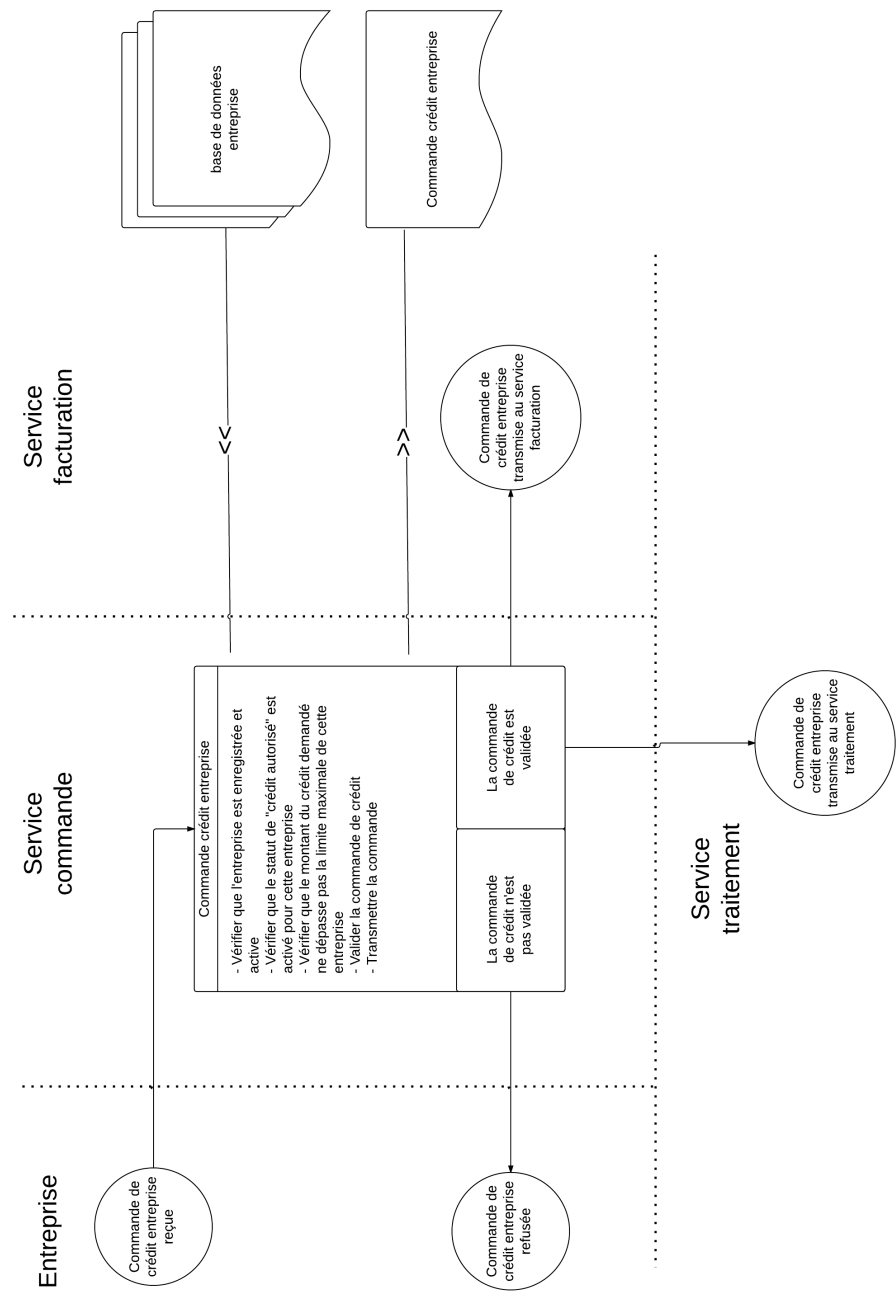 Entreprise
Service
commande
Service
facturation
Commande de
crédit entreprise
reçue
Commande crédit entreprise
- Vérifier que l'entreprise est enregistrée et
active
- Vérifier que le statut de "crédit autorisé" est
activé pour cette entreprise
- Vérifier que le montant du crédit demandé
ne dépasse pas la limite maximale de cette
entreprise
- Valider la commande de crédit
- Transmettre la commande
<<
base de données
entreprise
>>
Commande crédit entreprise
Commande de
crédit entreprise
refusée
La commande
de crédit n'est
pas validée
La commande
de crédit est
validée
Commande de
crédit entreprise
transmise au service
facturation
Service
traitement
Commande de
crédit entreprise
transmise au service
traitement